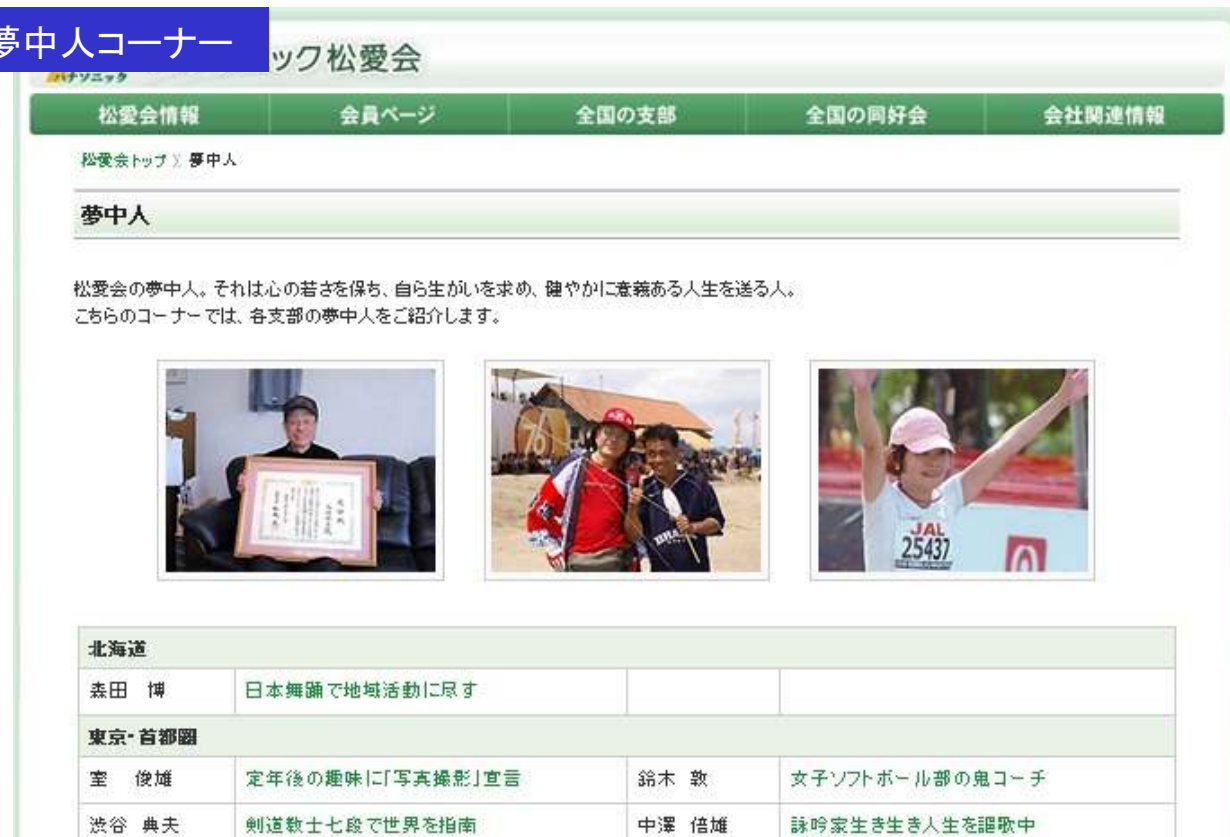 夢中人コーナー
ック松愛会
パナソニック
松愛会情報 会員ページ 全国の支部 全国の同好会 会社関連情報
松愛会トップ 》 夢中人
夢中人
松愛会の夢中人。それは心の若さを保ち、自ら生がいを求め、健やかに意義ある人生を送る人。
こちらのコーナーでは、各支部の夢中人をご紹介します。
76
JAL
25437
北海道
森田 博 日本舞踊で地域活動に尽す
東京・首都圏
室 俊雄 定年後の趣味に「写真撮影」宣言 鈴木 敦 女子ソフトボール部の鬼コーチ
渋谷 典夫 剣道教士七段で世界を指南 中澤 倍雄 詠吟家生き生き人生を謳歌中